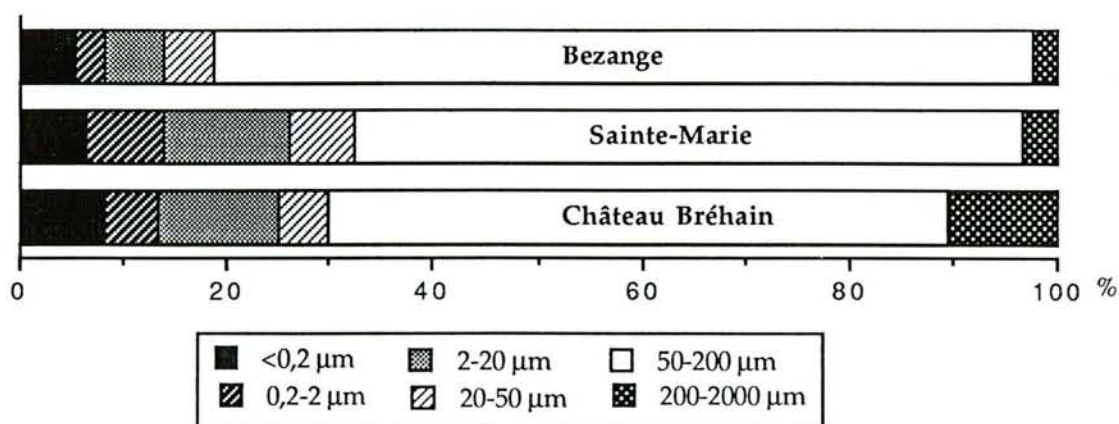 Bezange
Sainte-Marie
Château Bréhain
0 20 40 60 80 100 %
<0,2 µm 2-20 µm 50-200 µm
0,2-2 µm 20-50 µm 200-2000 µm